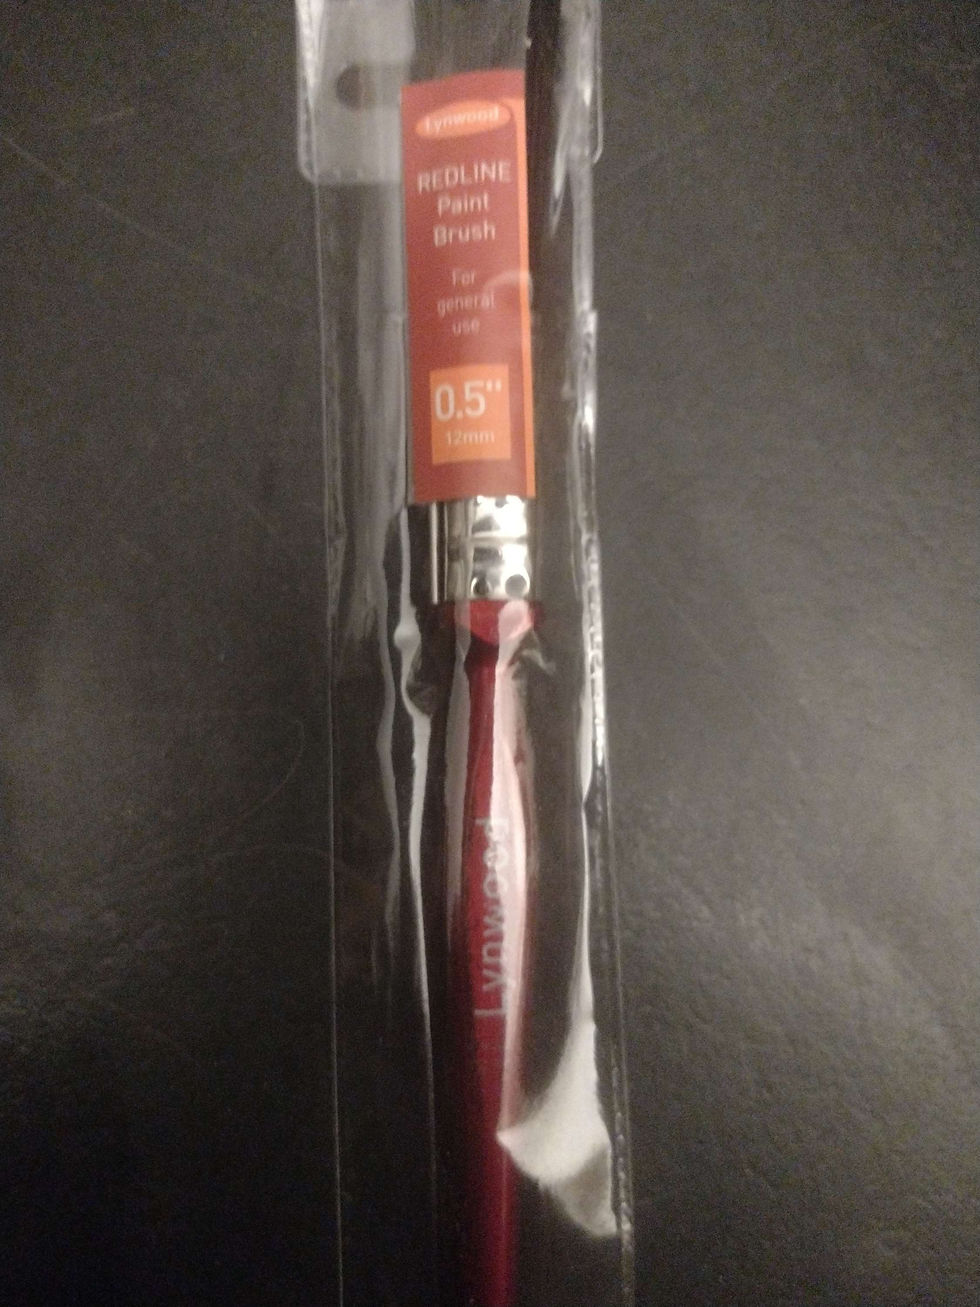 Lynwood
REDLINE
Paint
Brush
For
general
use
0.5"
12mm
Lynwood